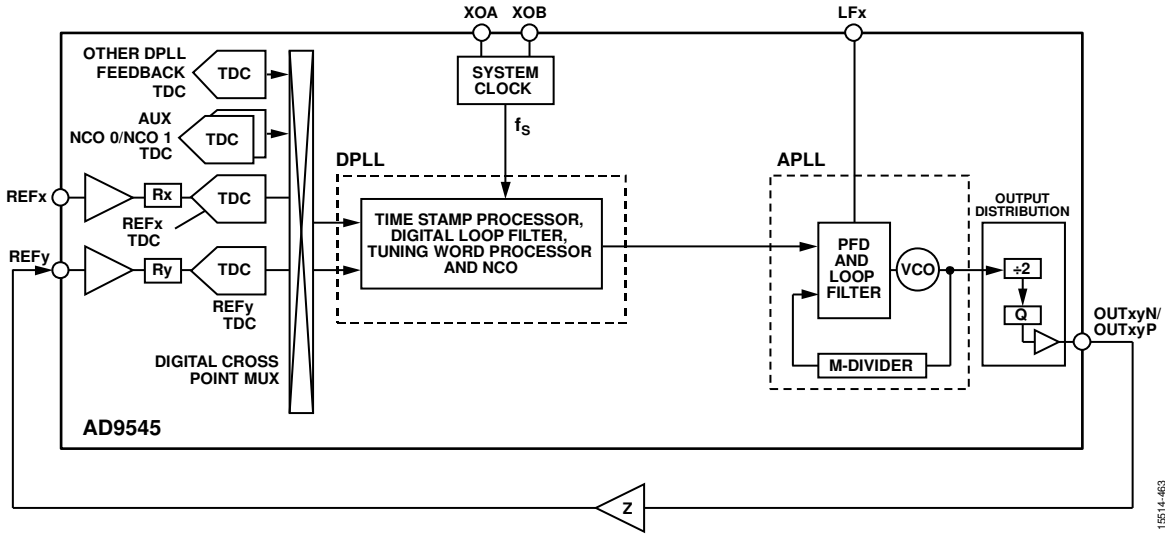 XOA
XOB
LFx
OTHER DPLL
FEEDBACK
TDC
TDC
SYSTEM
CLOCK
AUX
NCO 0/NCO 1
TDC
TDC
fS
DPLL
APLL
REFx
Rx
TDC
REFx
TDC
TIME STAMP PROCESSOR,
DIGITAL LOOP FILTER,
TUNING WORD PROCESSOR
AND NCO
PFD
AND
LOOP
FILTER
VCO
OUTPUT
DISTRIBUTION
÷2
Q
REFy
Ry
TDC
REFy
TDC
OUTxyN/
OUTxyP
M-DIVIDER
DIGITAL CROSS
POINT MUX
AD9545
Z
15514-463